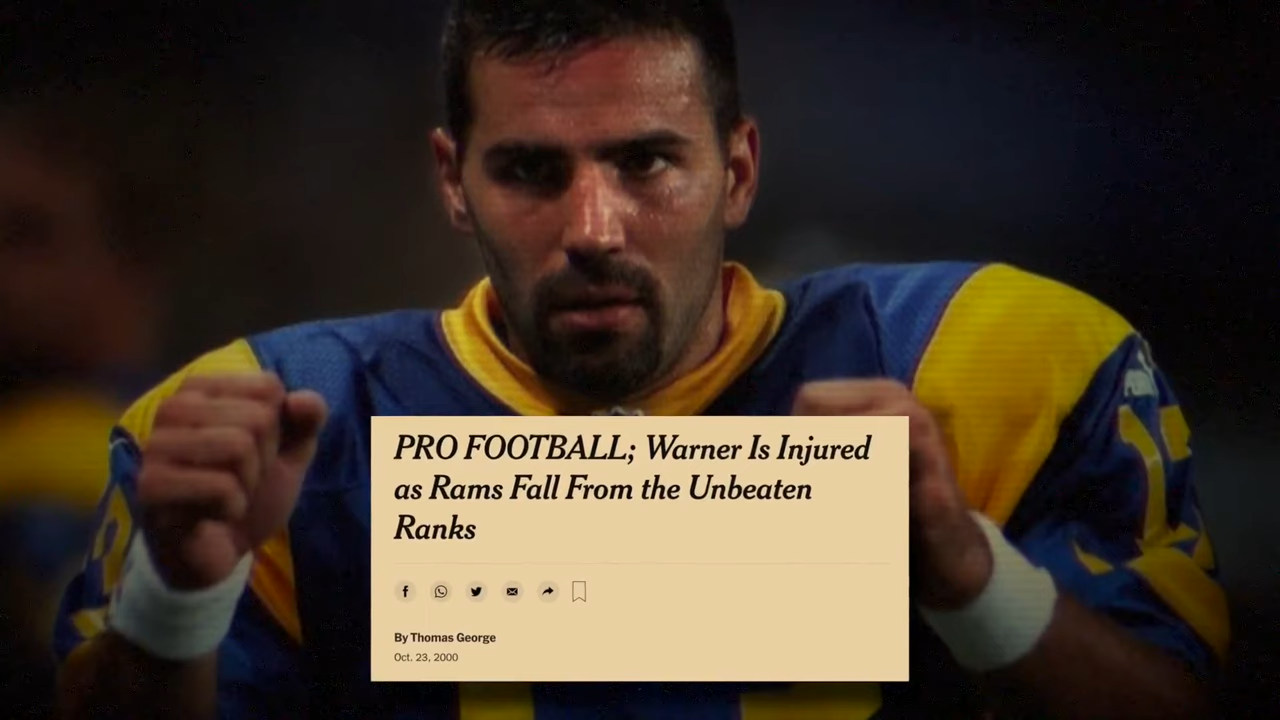 PRO FOOTBALL; Warner Is Injured
as Rams Fall From the Unbeaten
Ranks
By Thomas George
Oct. 23, 2000